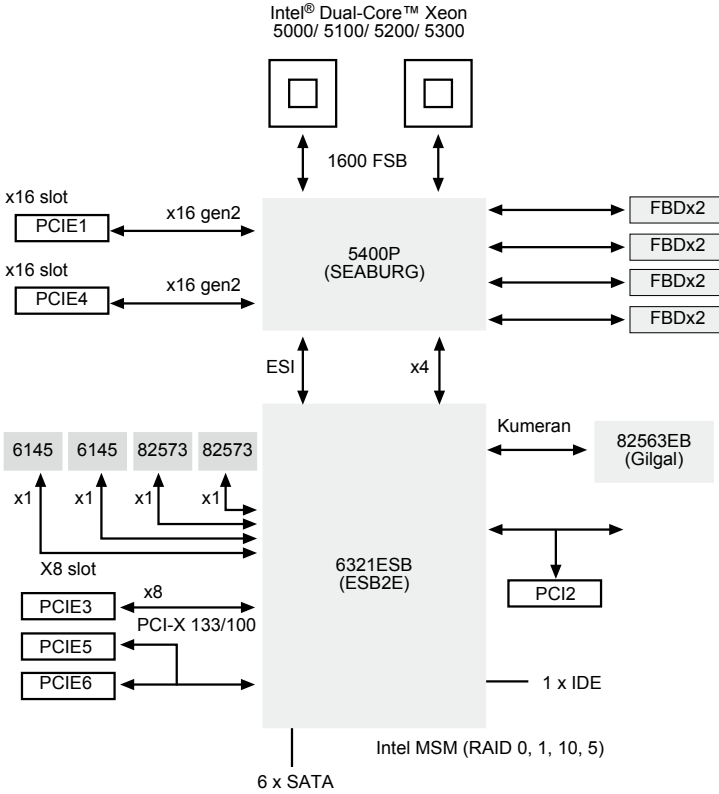 Intel® Dual-Core™ Xeon
5000/ 5100/ 5200/ 5300
1600 FSB
x16 slot
PCIE1
x16 gen2
x16 slot
PCIE4
x16 gen2
5400P
(SEABURG)
FBDx2
FBDx2
FBDx2
FBDx2
ESI
x4
6145
6145
82573
82573
x1
x1
x1
x1
Kumeran
82563EB
(Gilgal)
X8 slot
6321ESB
(ESB2E)
PCI2
PCIE3
x8
PCI-X 133/100
PCIE5
PCIE6
1 x IDE
Intel MSM (RAID 0, 1, 10, 5)
6 x SATA